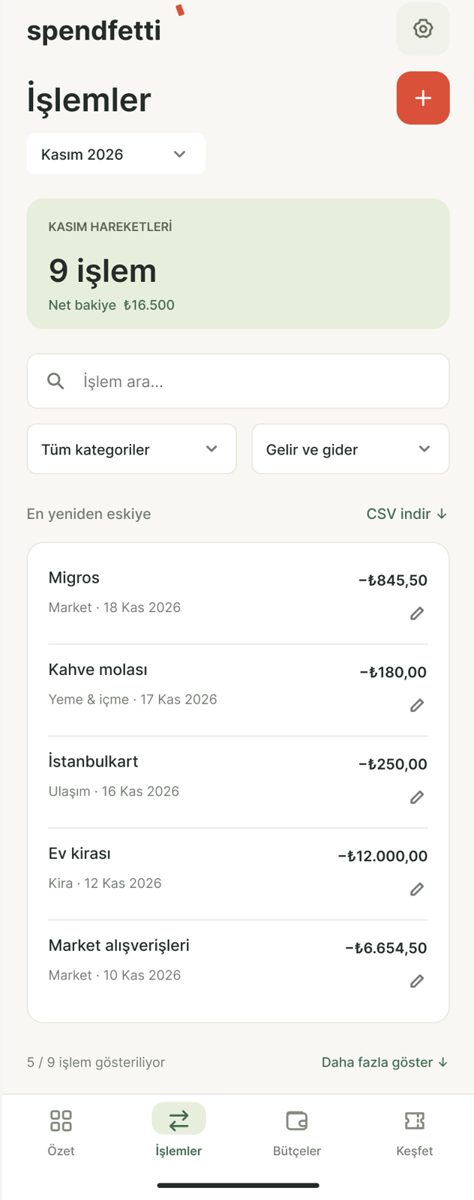 spendfetti
İşlemler
+
Kasım 2026
KASIM HAREKETLERİ
9 işlem
Net bakiye ₺16.500
İşlem ara...
Tüm kategoriler
Gelir ve gider
En yeniden eskiye
CSV indir ↓
Migros
−₺845,50
Market · 18 Kas 2026
Kahve molası
−₺180,00
Yeme & içme · 17 Kas 2026
İstanbulkart
−₺250,00
Ulaşım · 16 Kas 2026
Ev kirası
−₺12.000,00
Kira · 12 Kas 2026
Market alışverişleri
−₺6.654,50
Market · 10 Kas 2026
5 / 9 işlem gösteriliyor
Daha fazla göster ↓
Özet
İşlemler
Bütçeler
Keşfet